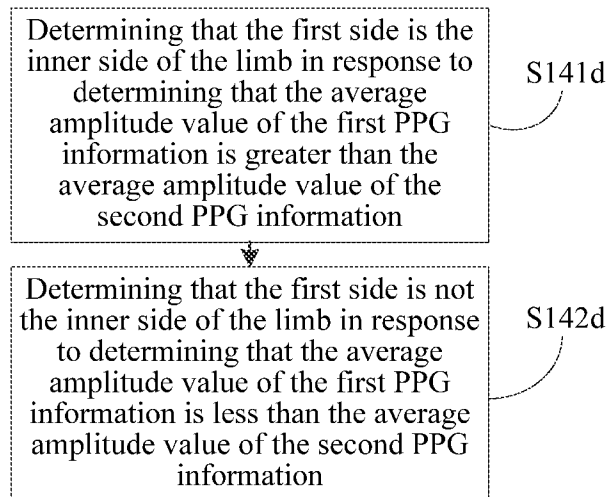 Determining that the first side is the
inner side of the limb in response to
determining that the average
amplitude value of the first PPG
information is greater than the
average amplitude value of the
second PPG information
S141d
Determining that the first side is not
the inner side of the limb in response
to determining that the average
amplitude value of the first PPG
information is less than the average
amplitude value of the second PPG
information
S142d